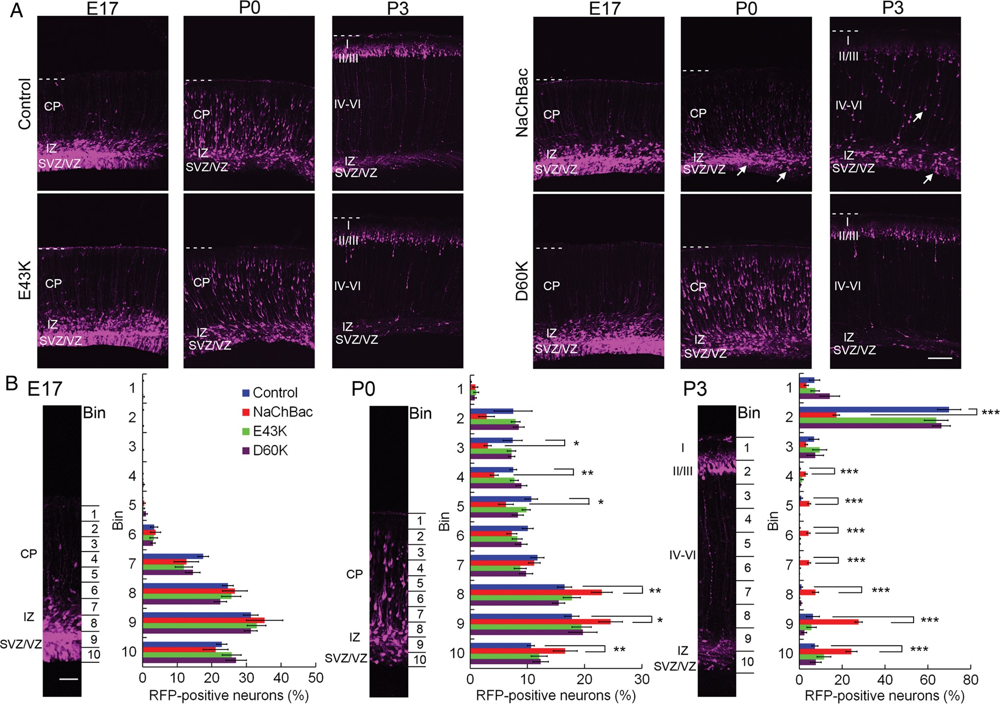 A
E17 P0 P3 E17 P0 P3
Control
CP
IZ
SVZ/VZ
CP
IZ
SVZ/VZ
I
II/III
IV-VI
IZ
SVZ/VZ
NaChBac
CP
IZ
SVZ/VZ
CP
IZ
SVZ/VZ
I
II/III
IV-VI
IZ
SVZ/VZ
E43K
CP
IZ
SVZ/VZ
CP
IZ
SVZ/VZ
I
II/III
IV-VI
IZ
SVZ/VZ
D60K
CP
IZ
SVZ/VZ
CP
IZ
SVZ/VZ
I
II/III
IV-VI
IZ
SVZ/VZ
B
E17
Bin
1
2
3
4
5
6
7
8
9
10
CP
IZ
SVZ/VZ
Bin
1
2
3
4
5
6
7
8
9
10
0 10 20 30 40 50
RFP-positive neurons (%)
Control
NaChBac
E43K
D60K
P0
Bin
1
2
3
4
5
6
7
8
9
10
CP
IZ
SVZ/VZ
Bin
1
2
3 *
4 **
5 *
6
7
8 **
9 *
10 **
0 10 20 30
RFP-positive neurons (%)
P3
Bin
1
2
3
4
5
6
7
8
9
10
I
II/III
IV-VI
IZ
SVZ/VZ
Bin
1
2 ***
3
4 ***
5 ***
6 ***
7 ***
8 ***
9 ***
10 ***
0 20 40 60 80
RFP-positive neurons (%)